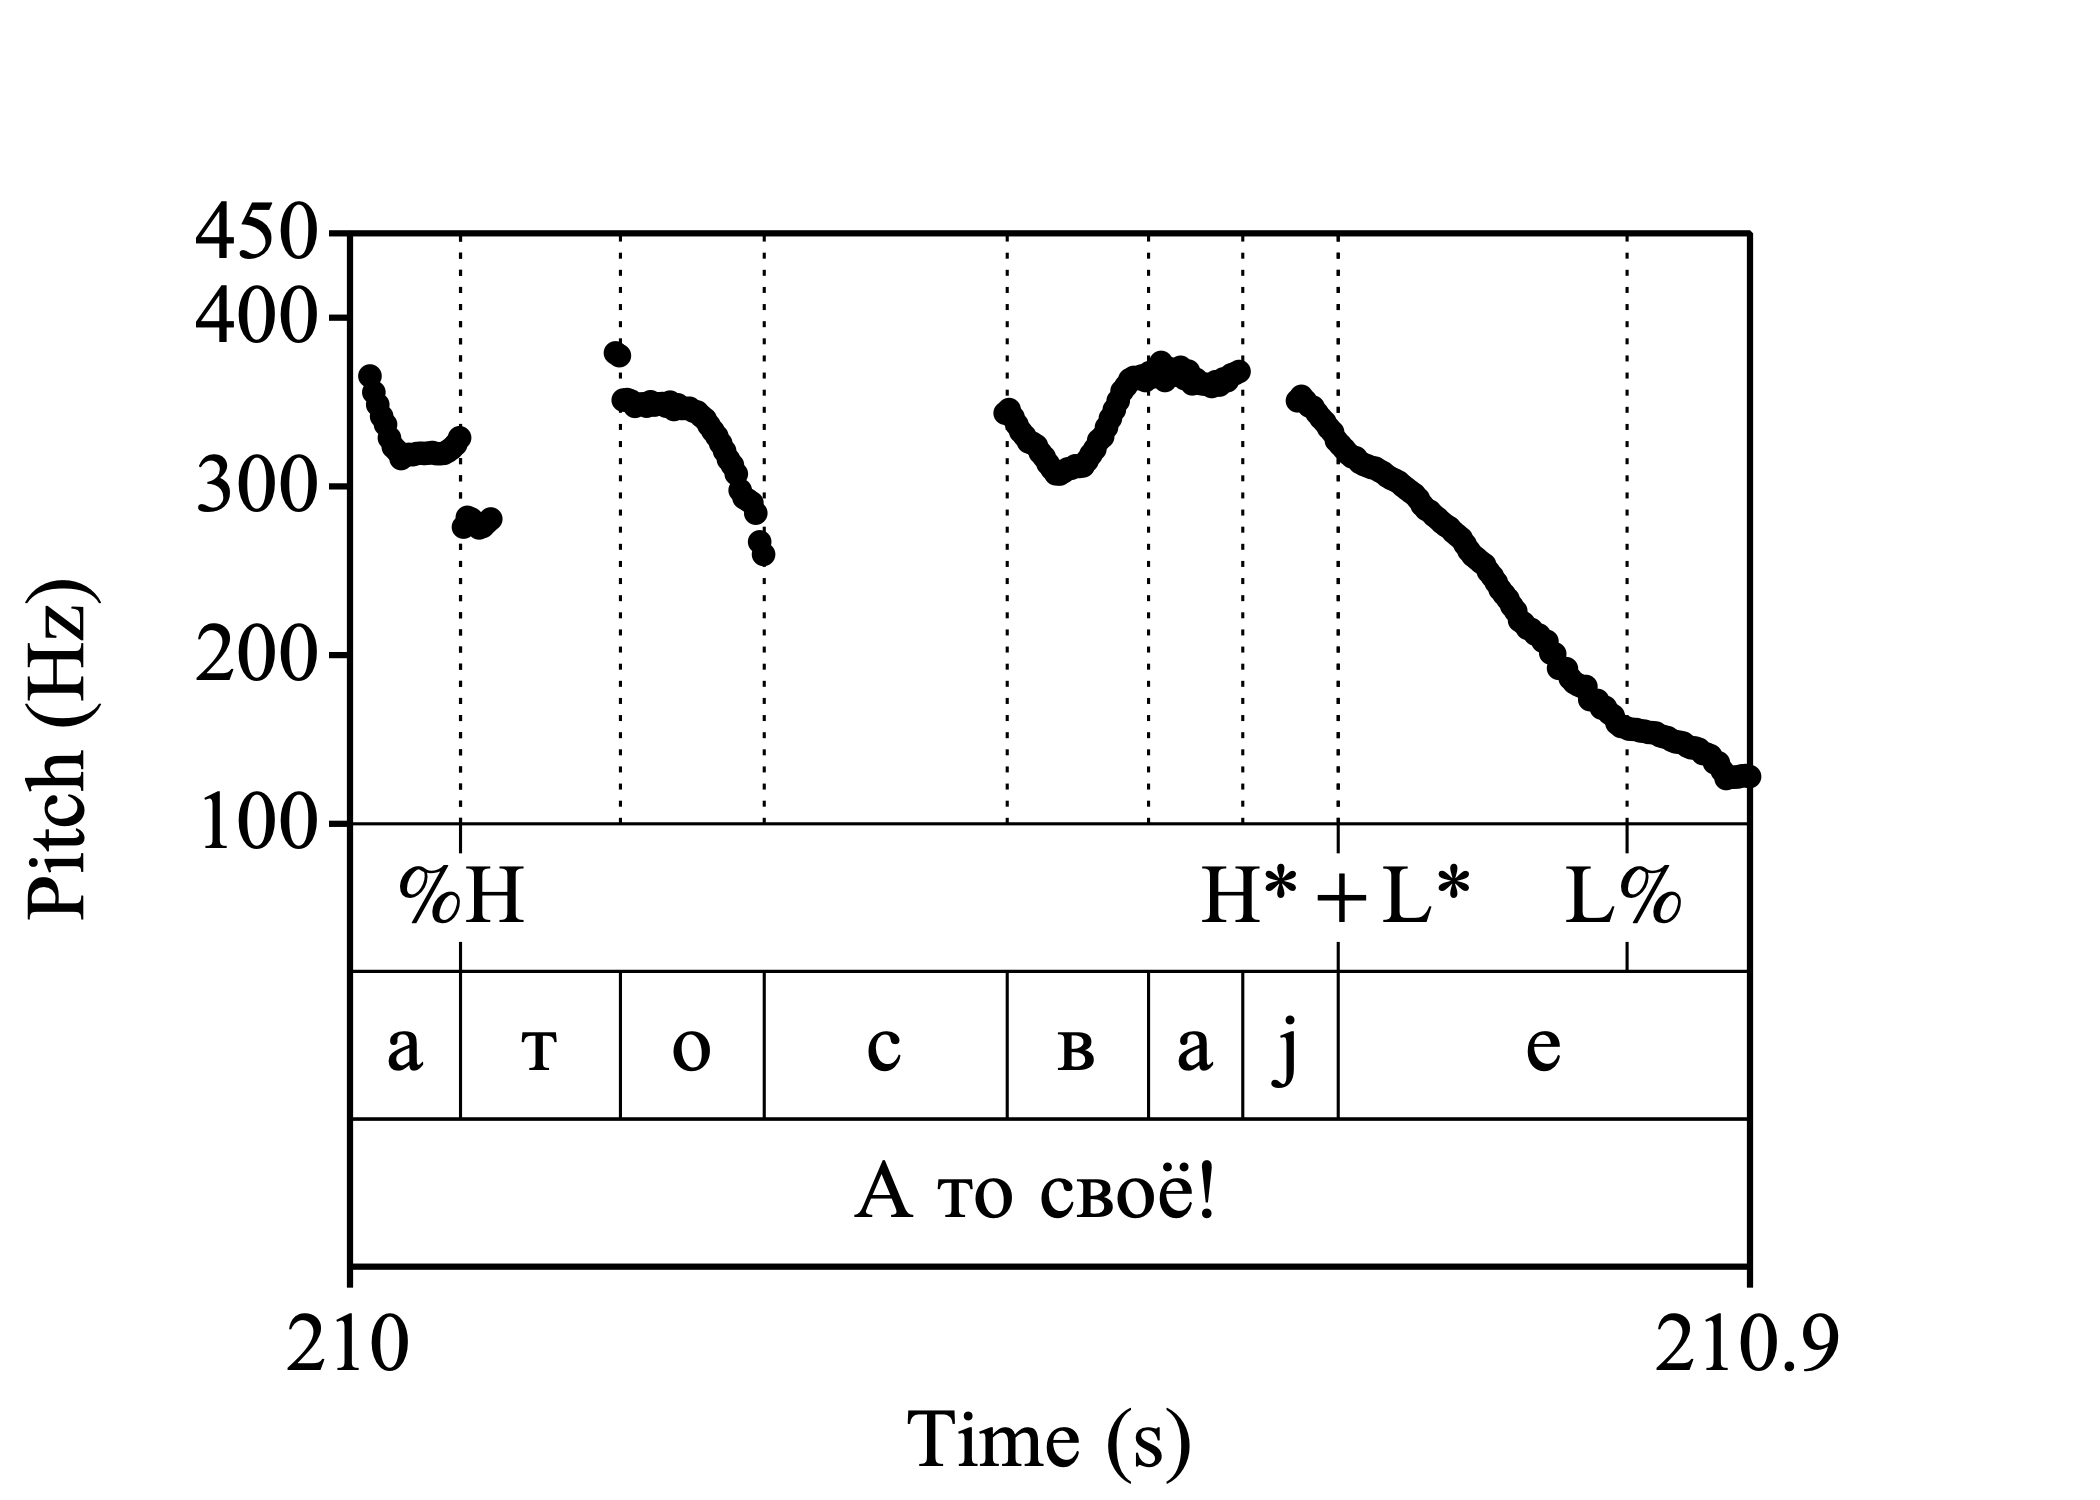 450
400
300
200
100
Pitch (Hz)
%H H*+L* L%
а т о с в а j е
А то своё!
210 210.9
Time (s)